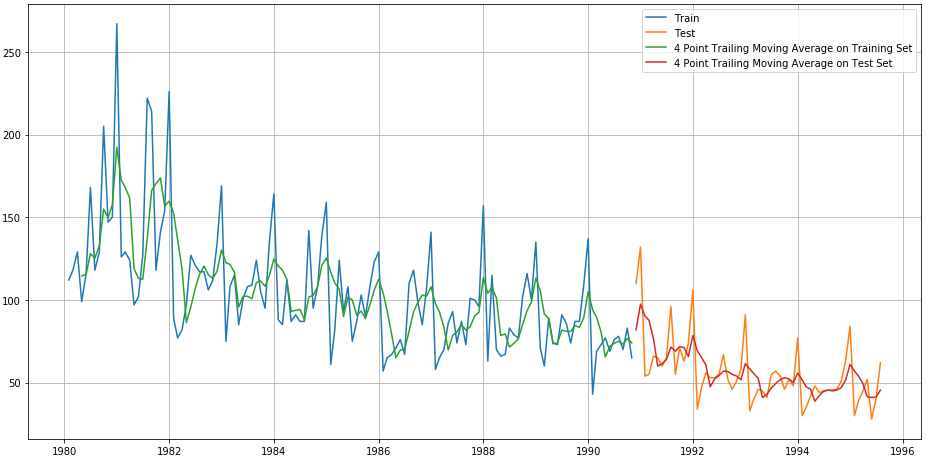 Train
Test
4 Point Trailing Moving Average on Training Set
4 Point Trailing Moving Average on Test Set
250
200
150
100
50
1980 1982 1984 1986 1988 1990 1992 1994 1996